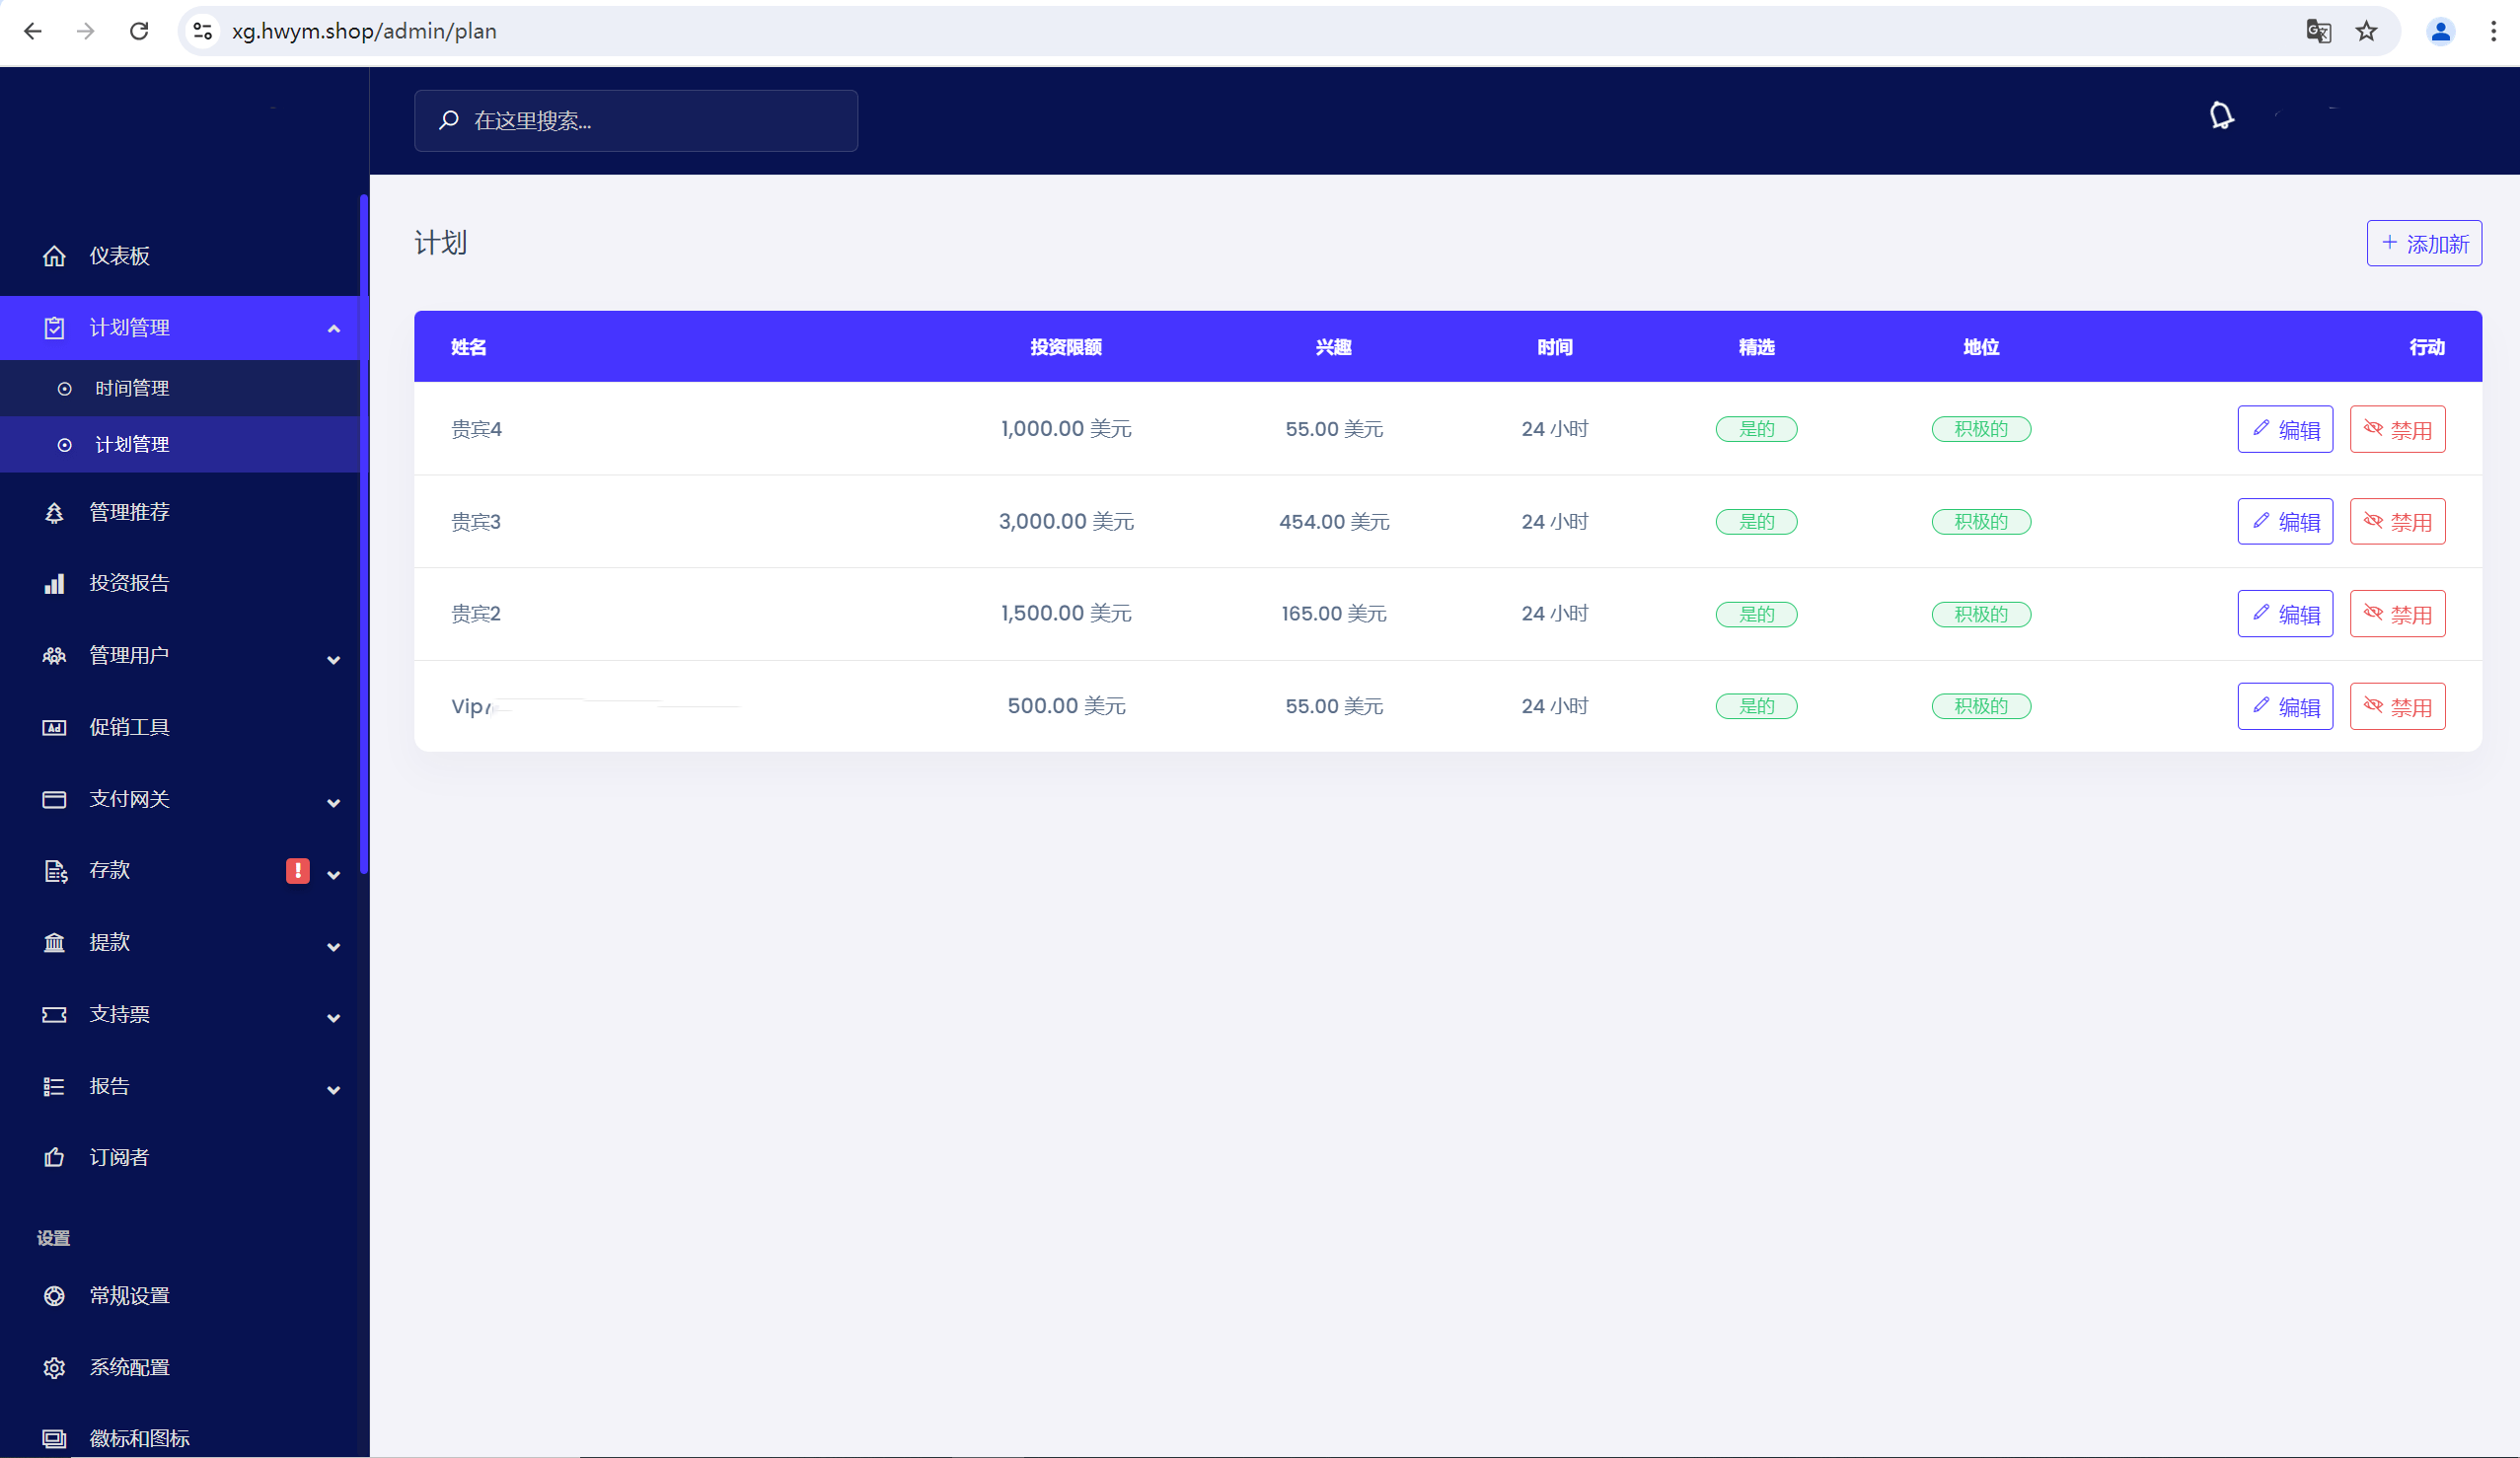 xg.hwym.shop/admin/plan
在这里搜索...
仪表板
计划管理
时间管理
计划管理
管理推荐
投资报告
管理用户
Ad 促销工具
支付网关
存款 !
提款
支持票
报告
订阅者
设置
常规设置
系统配置
徽标和图标
计划
+ 添加新
姓名 投资限额 兴趣 时间 精选 地位 行动
贵宾4 1,000.00 美元 55.00 美元 24 小时 是的 积极的 编辑 禁用
贵宾3 3,000.00 美元 454.00 美元 24 小时 是的 积极的 编辑 禁用
贵宾2 1,500.00 美元 165.00 美元 24 小时 是的 积极的 编辑 禁用
500.00 美元 55.00 美元 24 小时 是的 积极的 编辑 禁用